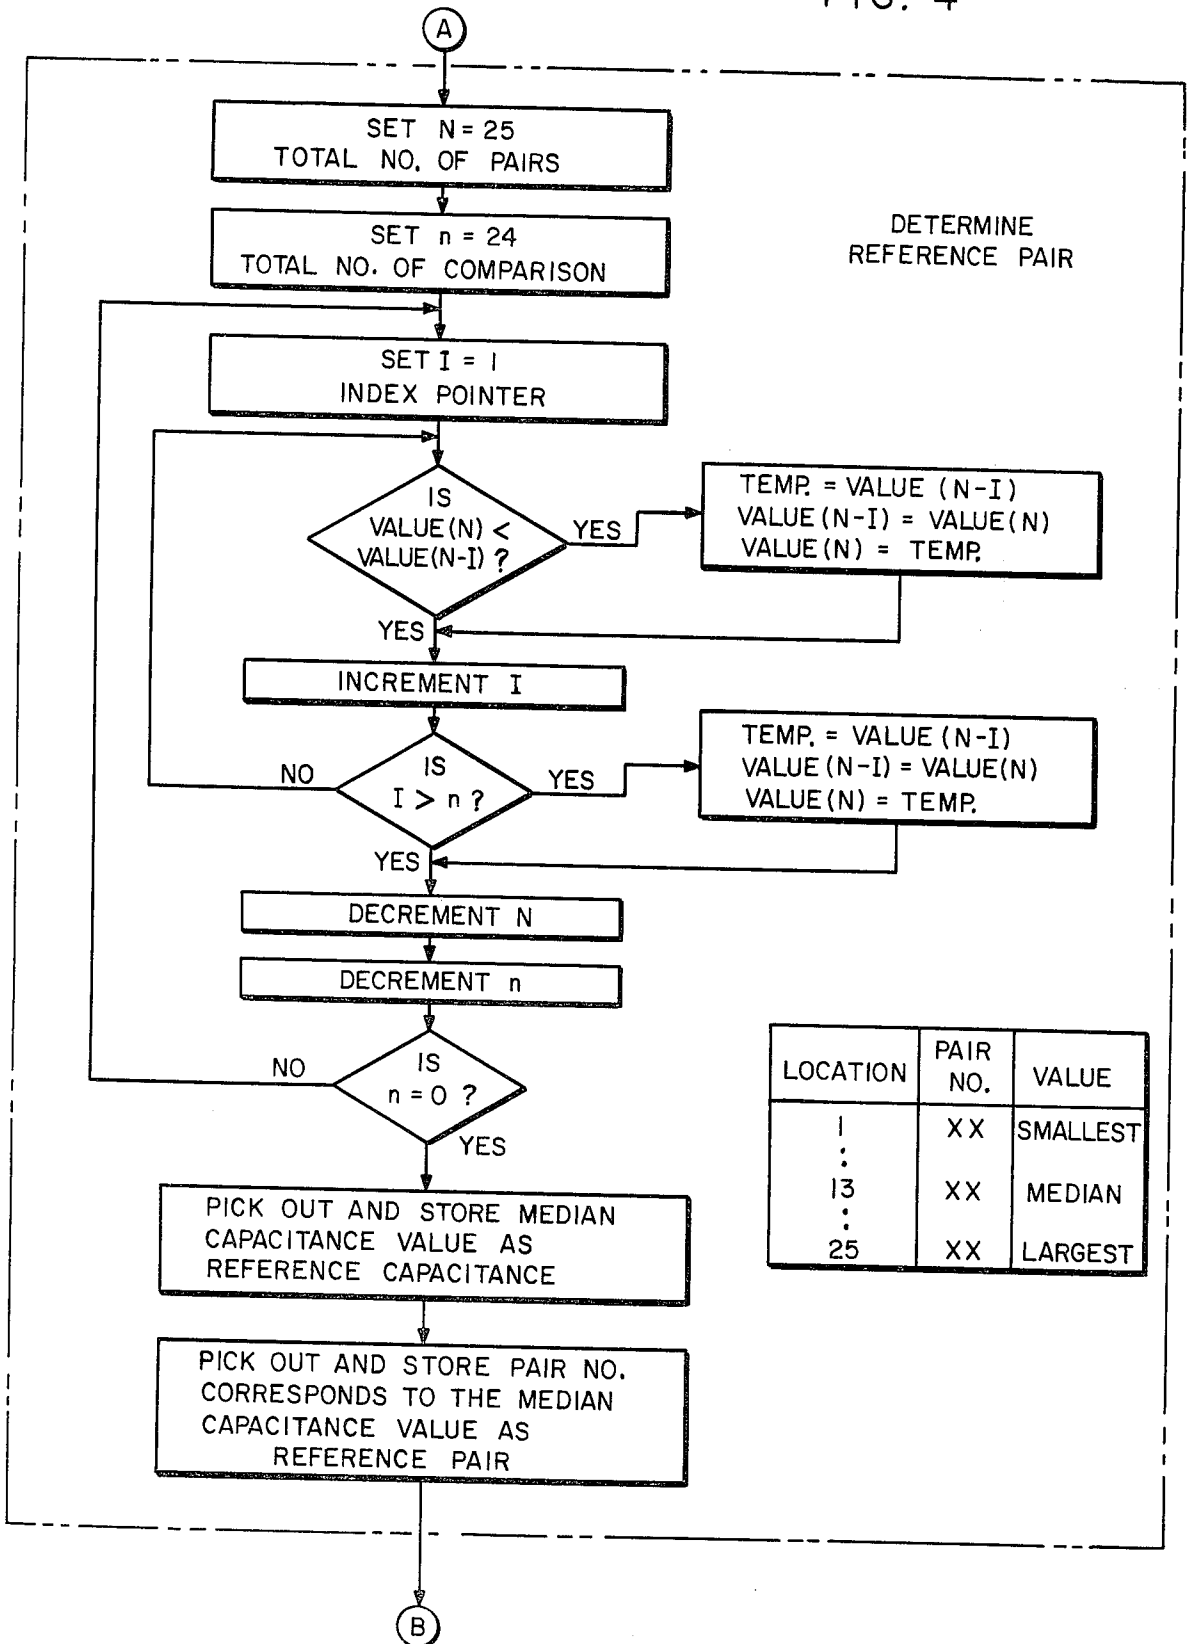 FIG. 4
A
SET N = 25
TOTAL NO. OF PAIRS
SET n = 24
TOTAL NO. OF COMPARISON
DETERMINE
REFERENCE PAIR
SET I = 1
INDEX POINTER
IS
VALUE(N) <
VALUE(N-I) ?
YES
TEMP. = VALUE (N-I)
VALUE(N-I) = VALUE(N)
VALUE(N) = TEMP.
YES
INCREMENT I
IS
I > n ?
NO
YES
TEMP. = VALUE (N-I)
VALUE(N-I) = VALUE(N)
VALUE(N) = TEMP.
YES
DECREMENT N
DECREMENT n
IS
n = 0 ?
NO
YES
LOCATION PAIR NO. VALUE
1 XX SMALLEST
:
13 XX MEDIAN
:
25 XX LARGEST
PICK OUT AND STORE MEDIAN
CAPACITANCE VALUE AS
REFERENCE CAPACITANCE
PICK OUT AND STORE PAIR NO.
CORRESPONDS TO THE MEDIAN
CAPACITANCE VALUE AS
REFERENCE PAIR
B